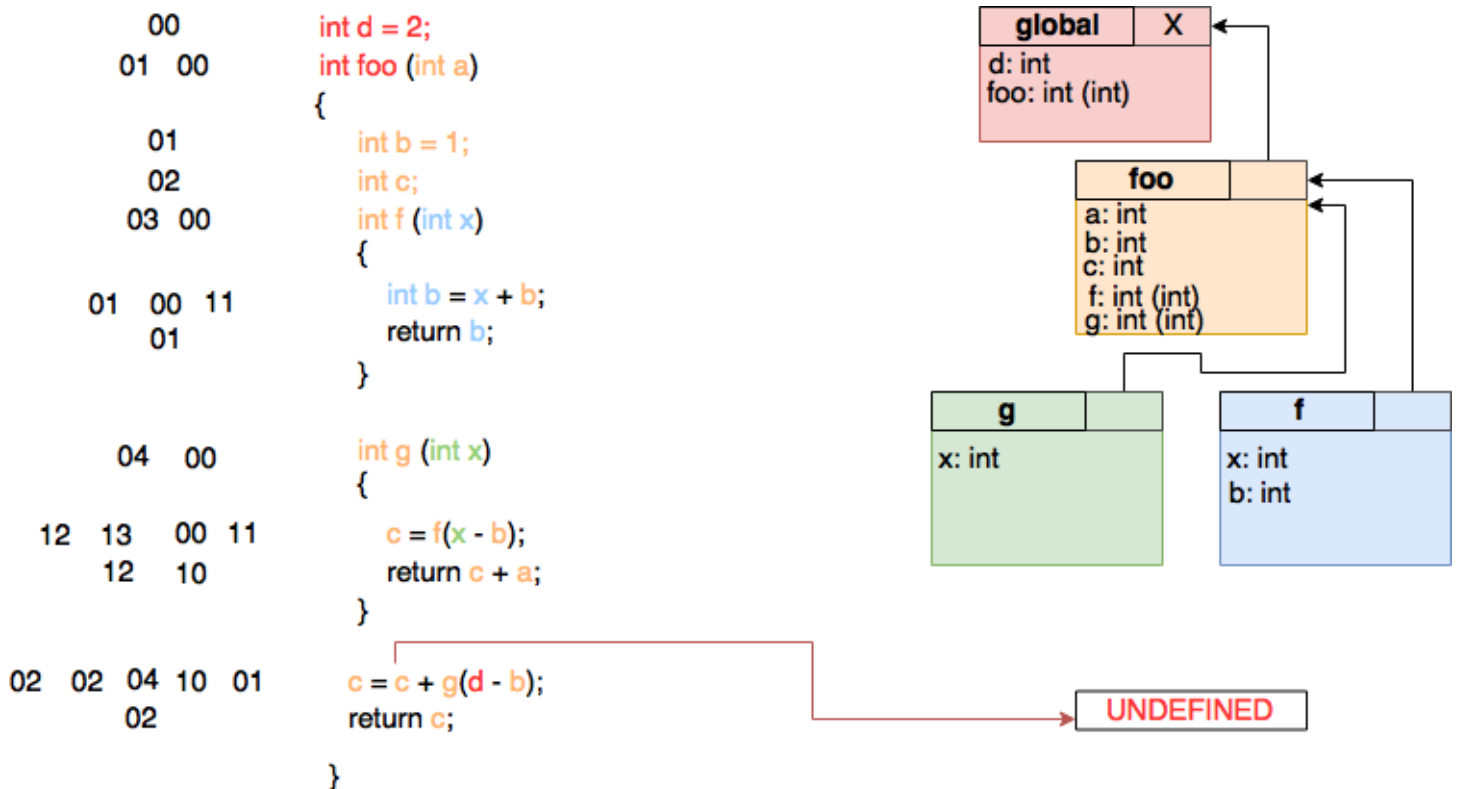 00 int d = 2;
01 00 int foo (int a)
{
01 int b = 1;
02 int c;
03 00 int f (int x)
{
01 00 11 int b = x + b;
01 return b;
}
04 00 int g (int x)
{
12 13 00 11 c = f(x - b);
12 10 return c + a;
}
02 02 04 10 01 c = c + g(d - b);
02 return c;
}
global X
d: int
foo: int (int)
foo
a: int
b: int
c: int
f: int (int)
g: int (int)
g
x: int
f
x: int
b: int
UNDEFINED